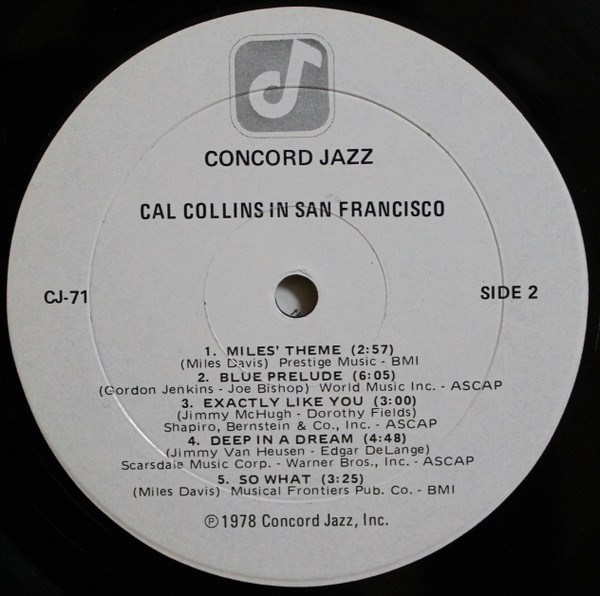 CONCORD JAZZ
CAL COLLINS IN SAN FRANCISCO
CJ-71
SIDE 2
1. MILES' THEME (2:57)
(Miles Davis) Prestige Music - BMI
2. BLUE PRELUDE (6:05)
(Gordon Jenkins - Joe Bishop) World Music Inc. - ASCAP
3. EXACTLY LIKE YOU (3:00)
(Jimmy McHugh - Dorothy Fields)
Shapiro, Bernstein & Co., Inc. - ASCAP
4. DEEP IN A DREAM (4:48)
(Jimmy Van Heusen - Edgar DeLange)
Scarsdale Music Corp. - Warner Bros., Inc. - ASCAP
5. SO WHAT (3:25)
(Miles Davis) Musical Frontiers Pub. Co. - BMI
℗ 1978 Concord Jazz, Inc.